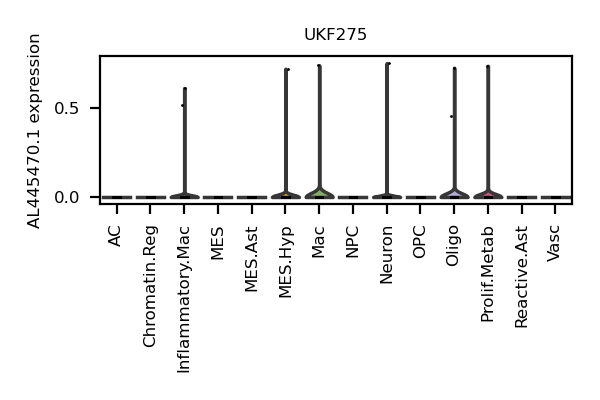 UKF275
AL445470.1 expression
0.5
0.0
AC
Chromatin.Reg
Inflammatory.Mac
MES
MES.Ast
MES.Hyp
Mac
NPC
Neuron
OPC
Oligo
Prolif.Metab
Reactive.Ast
Vasc